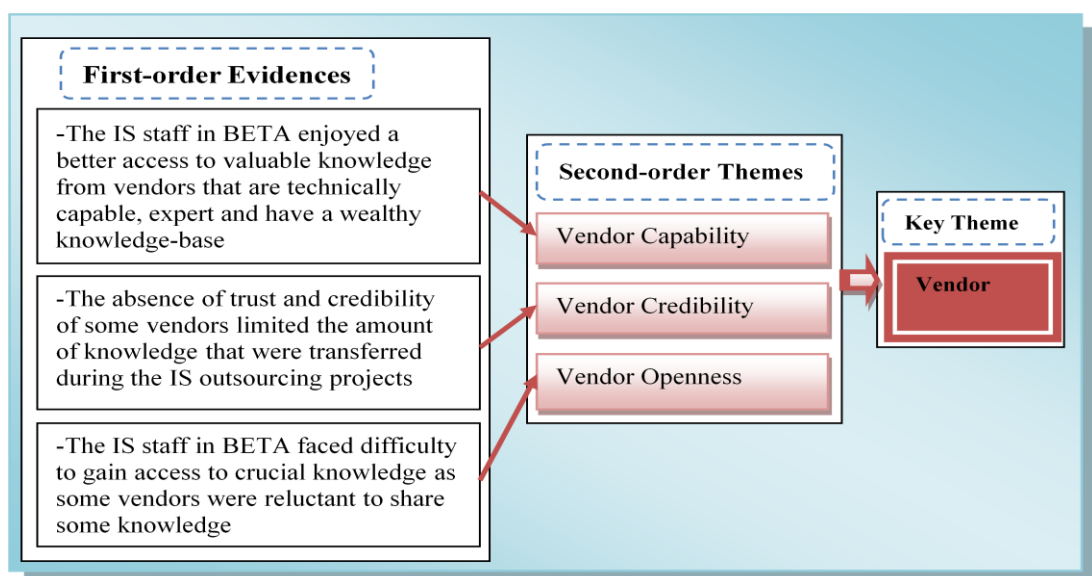 First-order Evidences
-The IS staff in BETA enjoyed a
better access to valuable knowledge
from vendors that are technically
capable, expert and have a wealthy
knowledge-base
-The absence of trust and credibility
of some vendors limited the amount
of knowledge that were transferred
during the IS outsourcing projects
-The IS staff in BETA faced difficulty
to gain access to crucial knowledge as
some vendors were reluctant to share
some knowledge
Second-order Themes
Vendor Capability
Vendor Credibility
Vendor Openness
Key Theme
Vendor